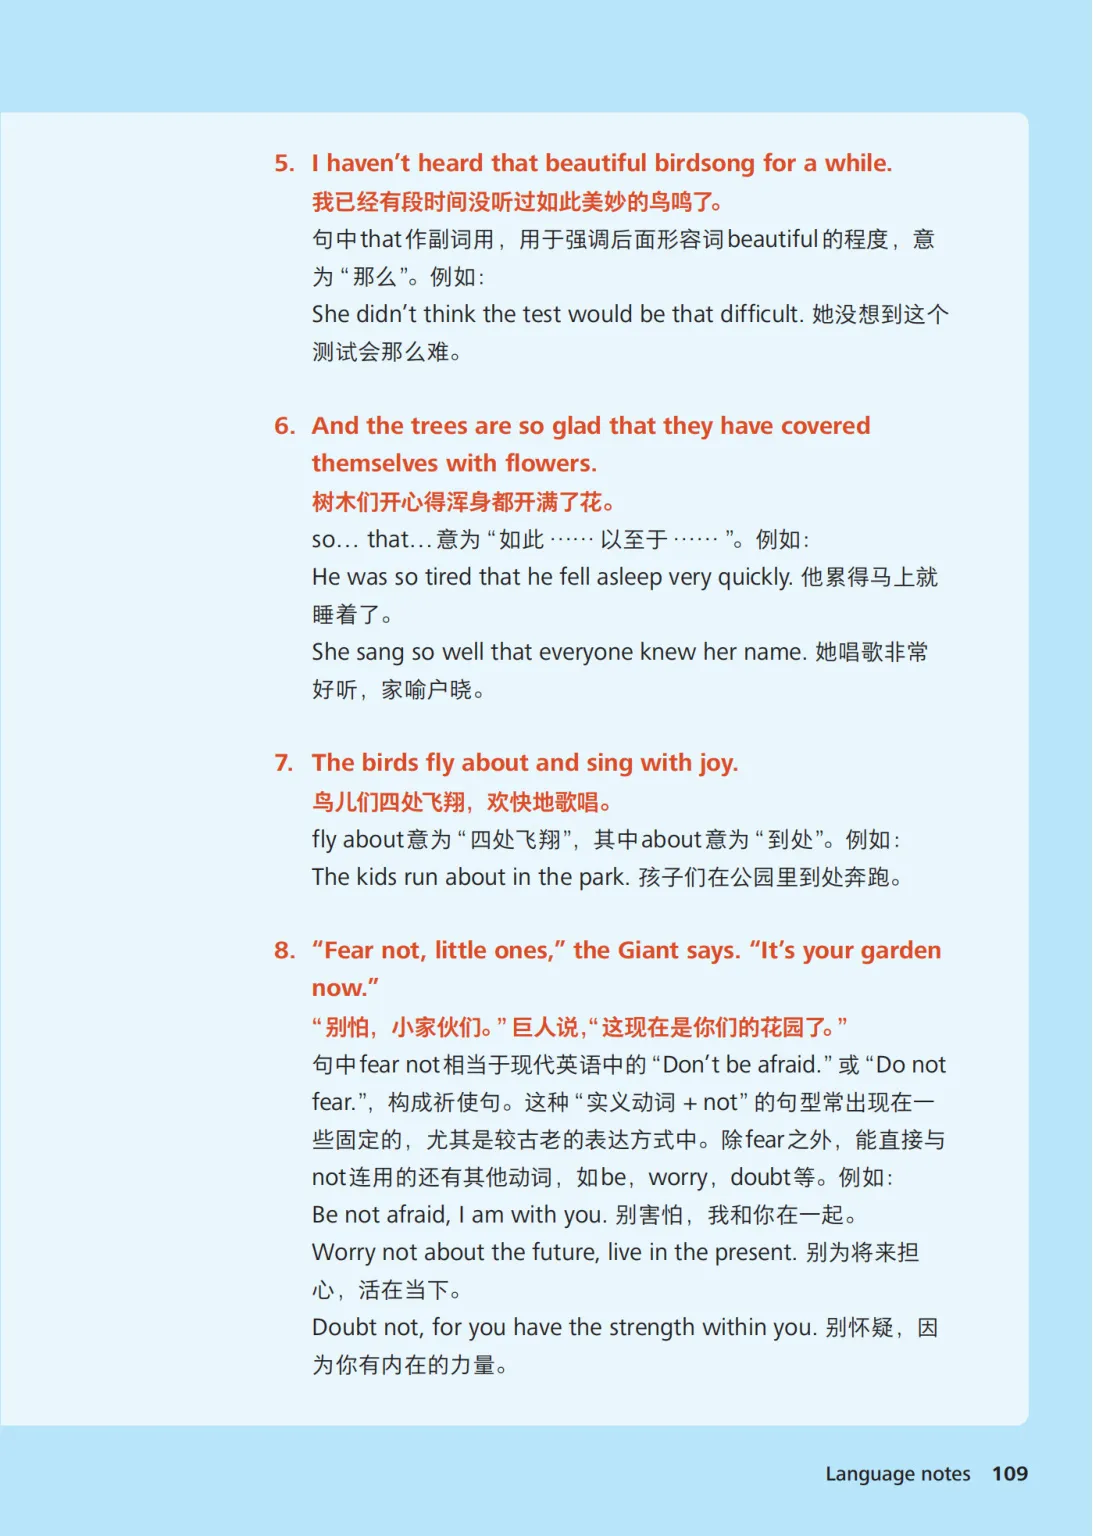 5. I haven't heard that beautiful birdsong for a while.
我已经有段时间没听过如此美妙的鸟鸣了。
句中that作副词用，用于强调后面形容词beautiful的程度，意
为“那么”。例如：
She didn't think the test would be that difficult. 她没想到这个
测试会那么难。
6. And the trees are so glad that they have covered
themselves with flowers.
树木们开心得浑身都开满了花。
so… that…意为“如此……以至于……”。例如：
He was so tired that he fell asleep very quickly. 他累得马上就
睡着了。
She sang so well that everyone knew her name. 她唱歌非常
好听，家喻户晓。
7. The birds fly about and sing with joy.
鸟儿们四处飞翔，欢快地歌唱。
fly about意为“四处飞翔”，其中about意为“到处”。例如：
The kids run about in the park. 孩子们在公园里到处奔跑。
8. “Fear not, little ones,” the Giant says. “It's your garden
now.”
“别怕，小家伙们。”巨人说，“这现在是你们的花园了。”
句中fear not相当于现代英语中的“Don't be afraid.”或“Do not
fear.”，构成祈使句。这种“实义动词 + not”的句型常出现在一
些固定的，尤其是较古老的表达方式中。除fear之外，能直接与
not连用的还有其他动词，如be，worry，doubt等。例如：
Be not afraid, I am with you. 别害怕，我和你在一起。
Worry not about the future, live in the present. 别为将来担
心，活在当下。
Doubt not, for you have the strength within you. 别怀疑，因
为你有内在的力量。
Language notes 109